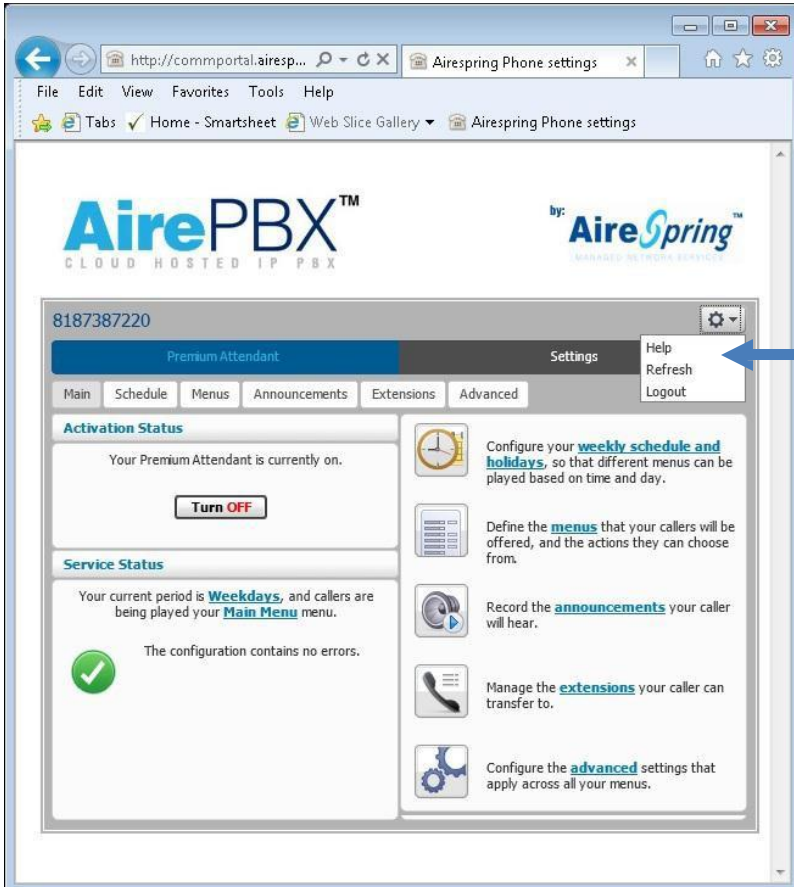 http://commportal.airesp...
Airespring Phone settings
File Edit View Favorites Tools Help
Tabs Home - Smartsheet Web Slice Gallery Airespring Phone settings
AirePBX™
CLOUD HOSTED IP PBX
by:
AireSpring™
MANAGED NETWORK SERVICES
8187387220
Premium Attendant
Settings
Help
Refresh
Logout
Main Schedule Menus Announcements Extensions Advanced
Activation Status
Your Premium Attendant is currently on.
Turn OFF
Service Status
Your current period is Weekdays, and callers are
being played your Main Menu menu.
The configuration contains no errors.
Configure your weekly schedule and
holidays, so that different menus can be
played based on time and day.
Define the menus that your callers will be
offered, and the actions they can choose
from.
Record the announcements your caller
will hear.
Manage the extensions your caller can
transfer to.
Configure the advanced settings that
apply across all your menus.